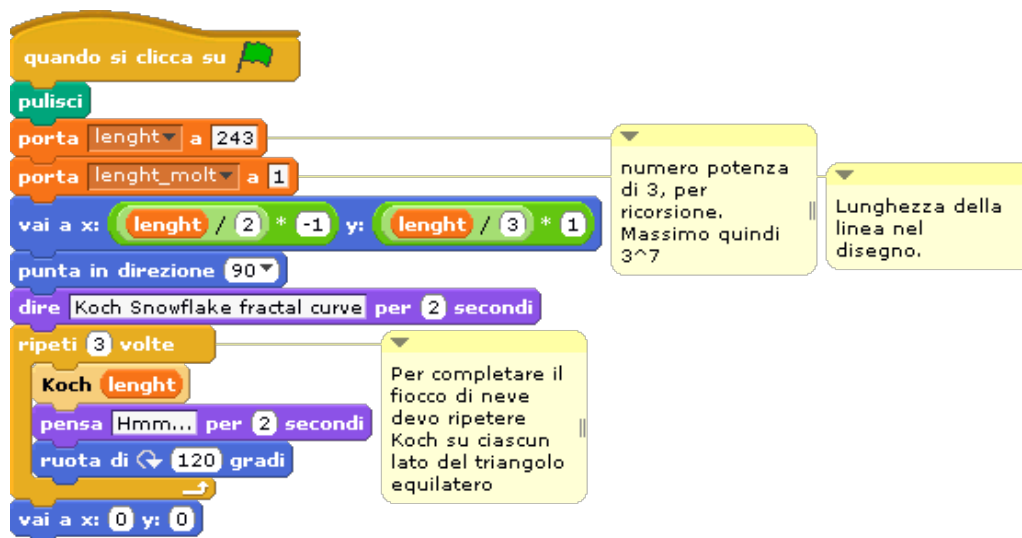 quando si clicca su
pulisci
porta lenght a 243
porta lenght_molt a 1
vai a x: lenght / 2 * -1 y: lenght / 3 * 1
punta in direzione 90
dire Koch Snowflake fractal curve per 2 secondi
ripeti 3 volte
Koch lenght
pensa Hmm... per 2 secondi
ruota di 120 gradi
vai a x: 0 y: 0
numero potenza
di 3, per
ricorsione.
Massimo quindi
3^7
Lunghezza della
linea nel
disegno.
Per completare il
fiocco di neve
devo ripetere
Koch su ciascun
lato del triangolo
equilatero